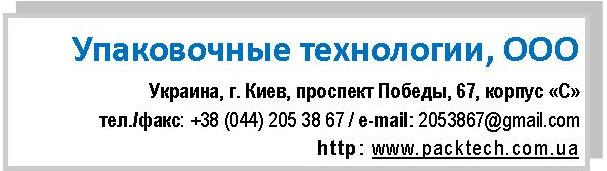 Упаковочные технологии, ООО
Украина, г. Киев, проспект Победы, 67, корпус «С»
тел./факс: +38 (044) 205 38 67 / e-mail: 2053867@gmail.com
http: www.packtech.com.ua